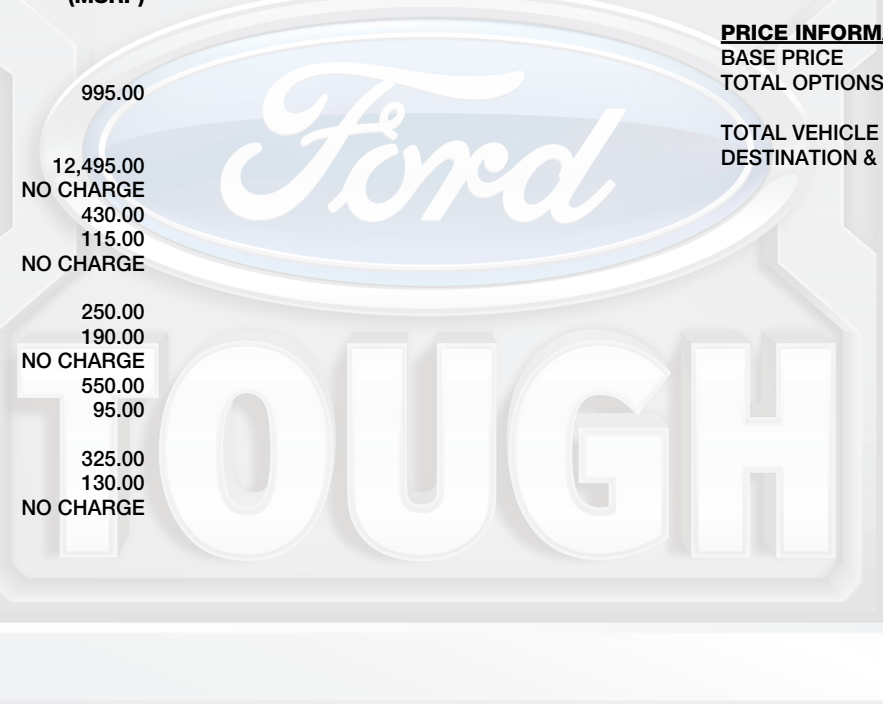 (MSRP)
995.00
12,495.00
NO CHARGE
430.00
115.00
NO CHARGE
250.00
190.00
NO CHARGE
550.00
95.00
325.00
130.00
NO CHARGE
PRICE INFORMA
BASE PRICE
TOTAL OPTIONS
TOTAL VEHICLE
DESTINATION &
Ford
TOUGH